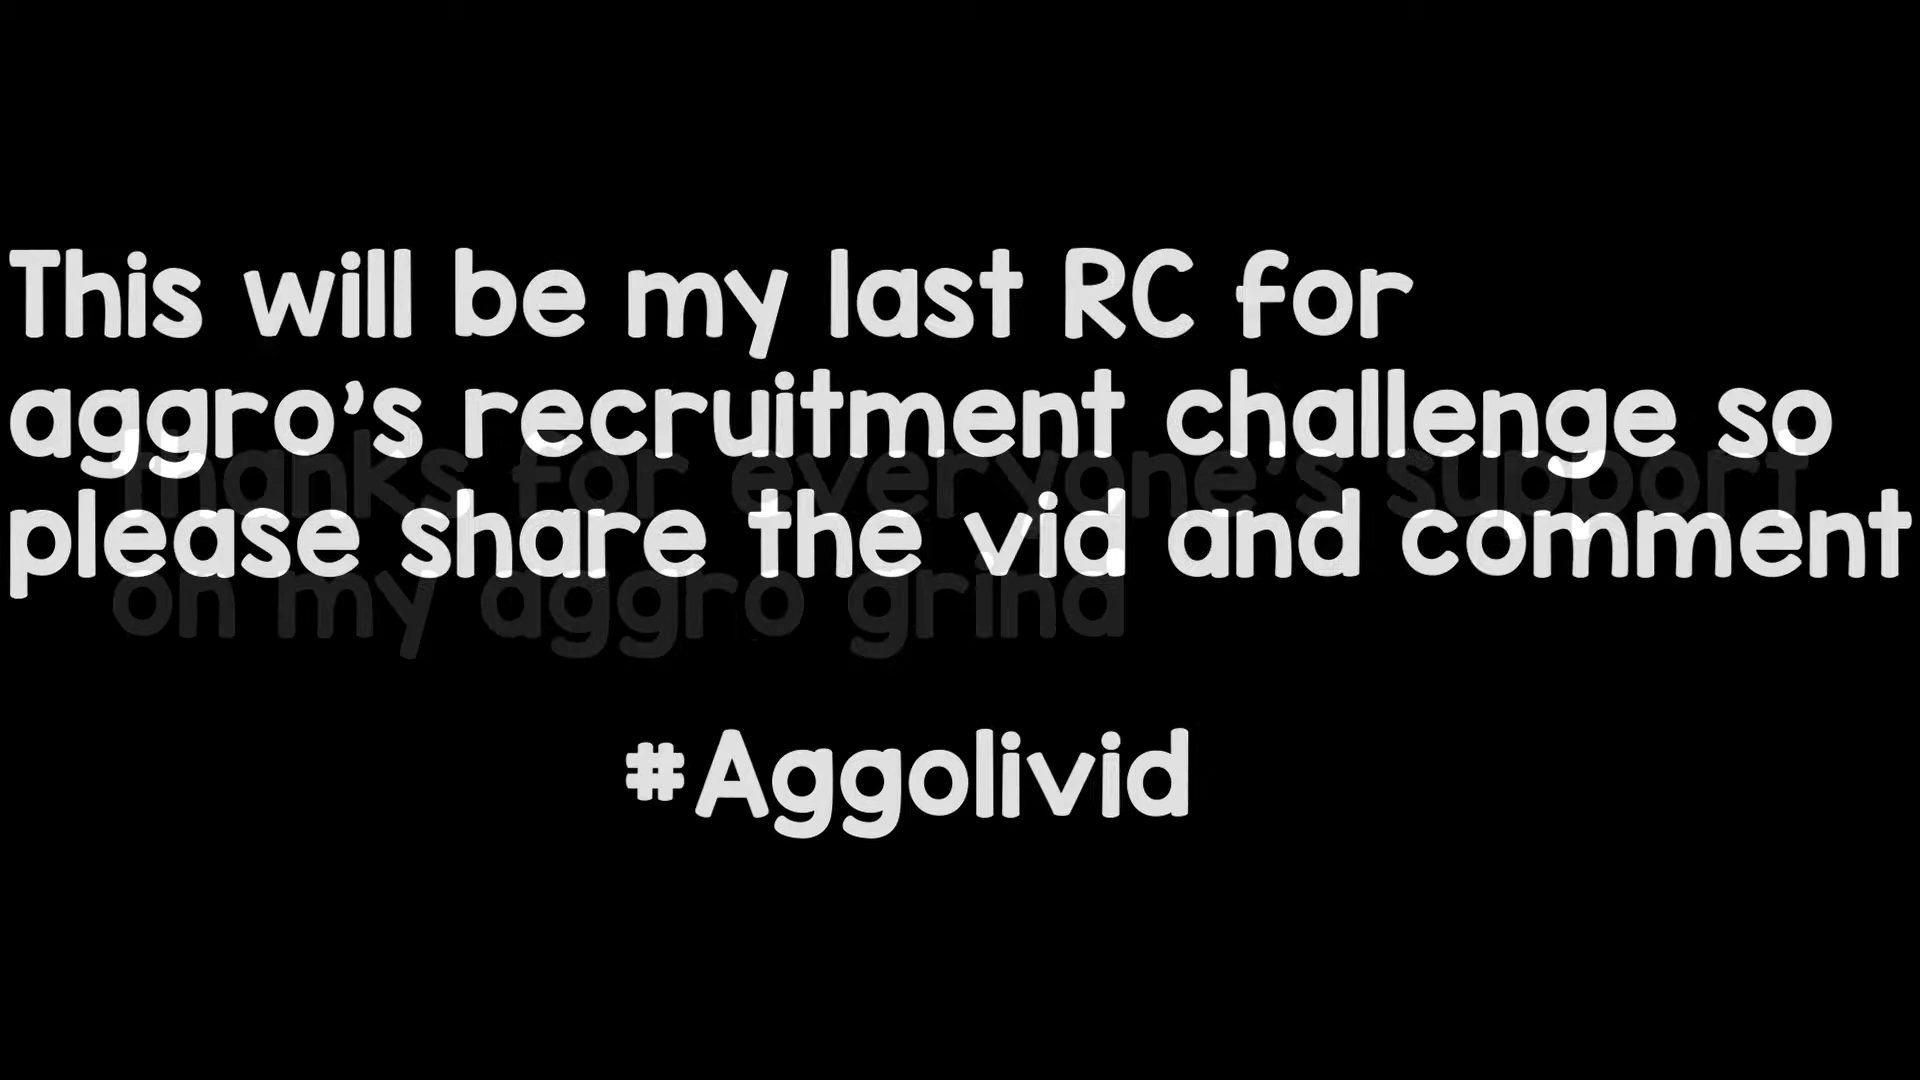 This will be my last RC for
aggro's recruitment challenge so
Thanks for everyone's support
please share the vid and comment
on my aggro grind
#Aggolivid